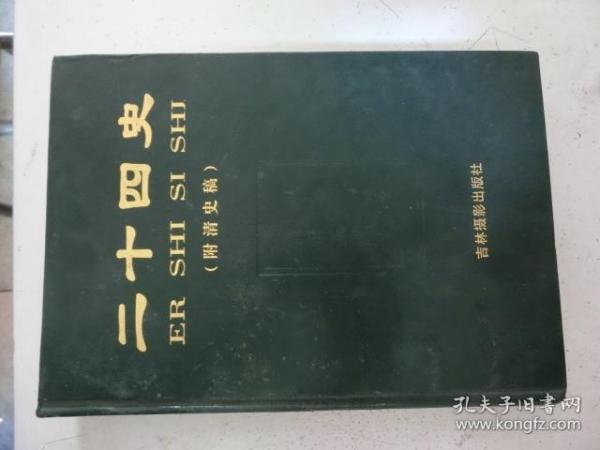 二十四史
ER SHI SI SHI
(附清史稿)
吉林摄影出版社
孔夫子旧书网
www.kongfz.com